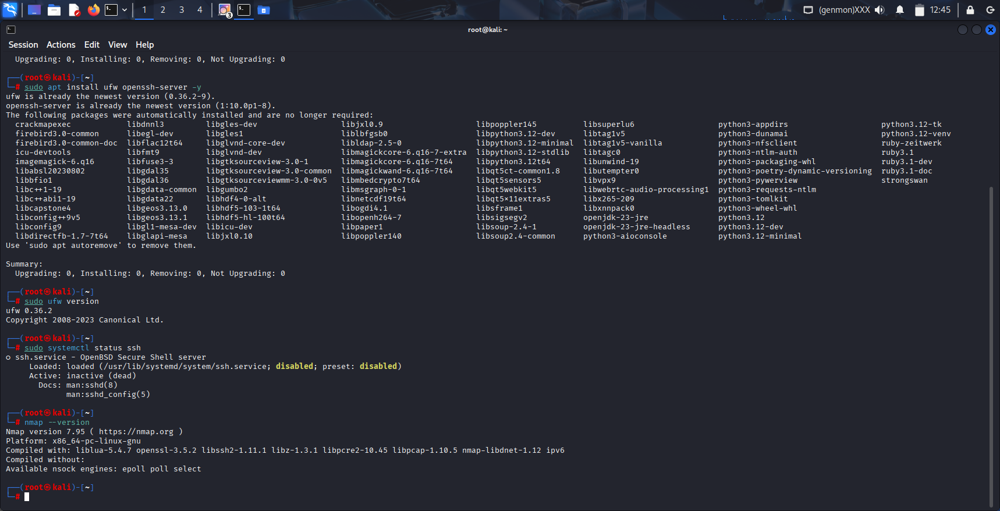 1 2 3 4 3 (genmon)XXX 12:45
root@kali: ~
Session Actions Edit View Help
Upgrading: 0, Installing: 0, Removing: 0, Not Upgrading: 0
┌──(root㉿kali)-[~]
└─# sudo apt install ufw openssh-server -y
ufw is already the newest version (0.36.2-9).
openssh-server is already the newest version (1:10.0p1-8).
The following packages were automatically installed and are no longer required:
crackmapexec libdnnl3 libgles-dev libjxl0.9 libpoppler145 libsuperlu6 python3-appdirs python3.12-tk
firebird3.0-common libegl-dev libgles1 liblbfgsb0 libpython3.12-dev libtag1v5 python3-dunamai python3.12-venv
firebird3.0-common-doc libflac12t64 libglvnd-core-dev libldap-2.5-0 libpython3.12-minimal libtag1v5-vanilla python3-nfsclient ruby-zeitwerk
icu-devtools libfmt9 libglvnd-dev libmagickcore-6.q16-7-extra libpython3.12-stdlib libtagc0 python3-ntlm-auth ruby3.1
imagemagick-6.q16 libfuse3-3 libgtksourceview-3.0-1 libmagickcore-6.q16-7t64 libpython3.12t64 libunwind-19 python3-packaging-whl ruby3.1-dev
libabsl20230802 libgdal35 libgtksourceview-3.0-common libmagickwand-6.q16-7t64 libqt5ct-common1.8 libutempter0 python3-poetry-dynamic-versioning ruby3.1-doc
libbfio1 libgdal36 libgtksourceviewmm-3.0-0v5 libmbedcrypto7t64 libqt5sensors5 libvpx9 python3-pywerview strongswan
libc++1-19 libgdata-common libgumbo2 libmsgraph-0-1 libqt5webkit5 libwebrtc-audio-processing1 python3-requests-ntlm
libc++abi1-19 libgdata22 libhdf4-0-alt libnetcdf19t64 libqt5×11extras5 libx265-209 python3-tomlkit
libcapstone4 libgeos3.13.0 libhdf5-103-1t64 libogdi4.1 libsframe1 libxnnpack0 python3-wheel-whl
libconfig++9v5 libgeos3.13.1 libhdf5-hl-100t64 libopenh264-7 libsigsegv2 openjdk-23-jre python3.12
libconfig9 libgl1-mesa-dev libicu-dev libpaper1 libsoup-2.4-1 openjdk-23-jre-headless python3.12-dev
libdirectfb-1.7-7t64 libglapi-mesa libjxl0.10 libpoppler140 libsoup2.4-common python3-aioconsole python3.12-minimal
Use 'sudo apt autoremove' to remove them.
Summary:
Upgrading: 0, Installing: 0, Removing: 0, Not Upgrading: 0
┌──(root㉿kali)-[~]
└─# sudo ufw version
ufw 0.36.2
Copyright 2008-2023 Canonical Ltd.
┌──(root㉿kali)-[~]
└─# sudo systemctl status ssh
○ ssh.service - OpenBSD Secure Shell server
Loaded: loaded (/usr/lib/systemd/system/ssh.service; disabled; preset: disabled)
Active: inactive (dead)
Docs: man:sshd(8)
man:sshd_config(5)
┌──(root㉿kali)-[~]
└─# nmap --version
Nmap version 7.95 ( https://nmap.org )
Platform: x86_64-pc-linux-gnu
Compiled with: liblua-5.4.7 openssl-3.5.2 libssh2-1.11.1 libz-1.3.1 libpcre2-10.45 libpcap-1.10.5 nmap-libdnet-1.12 ipv6
Compiled without:
Available nsock engines: epoll poll select
┌──(root㉿kali)-[~]
└─#